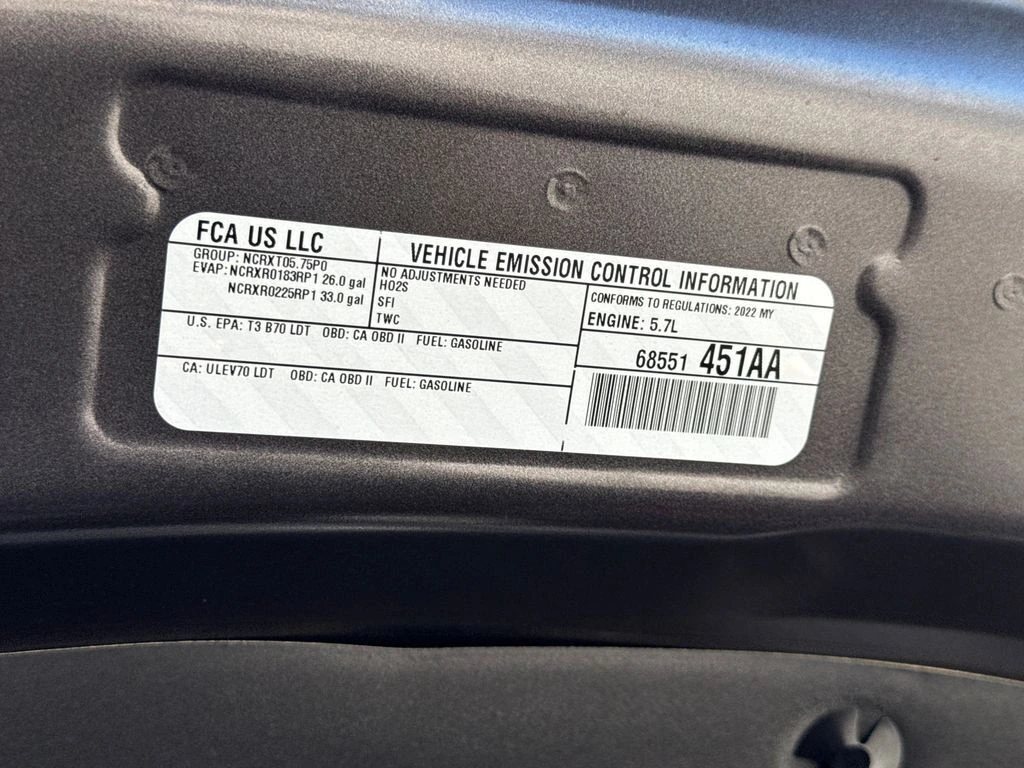 FCA US LLC
GROUP: NCRXT05.75P0
EVAP: NCRXR0183RP1 26.0 gal
NCRXR0225RP1 33.0 gal
VEHICLE EMISSION CONTROL INFORMATION
NO ADJUSTMENTS NEEDED
HO2S
SFI
TWC
CONFORMS TO REGULATIONS: 2022 MY
ENGINE: 5.7L
U.S. EPA: T3 B70 LDT OBD: CA OBD II FUEL: GASOLINE
CA: ULEV70 LDT OBD: CA OBD II FUEL: GASOLINE
68551 451AA